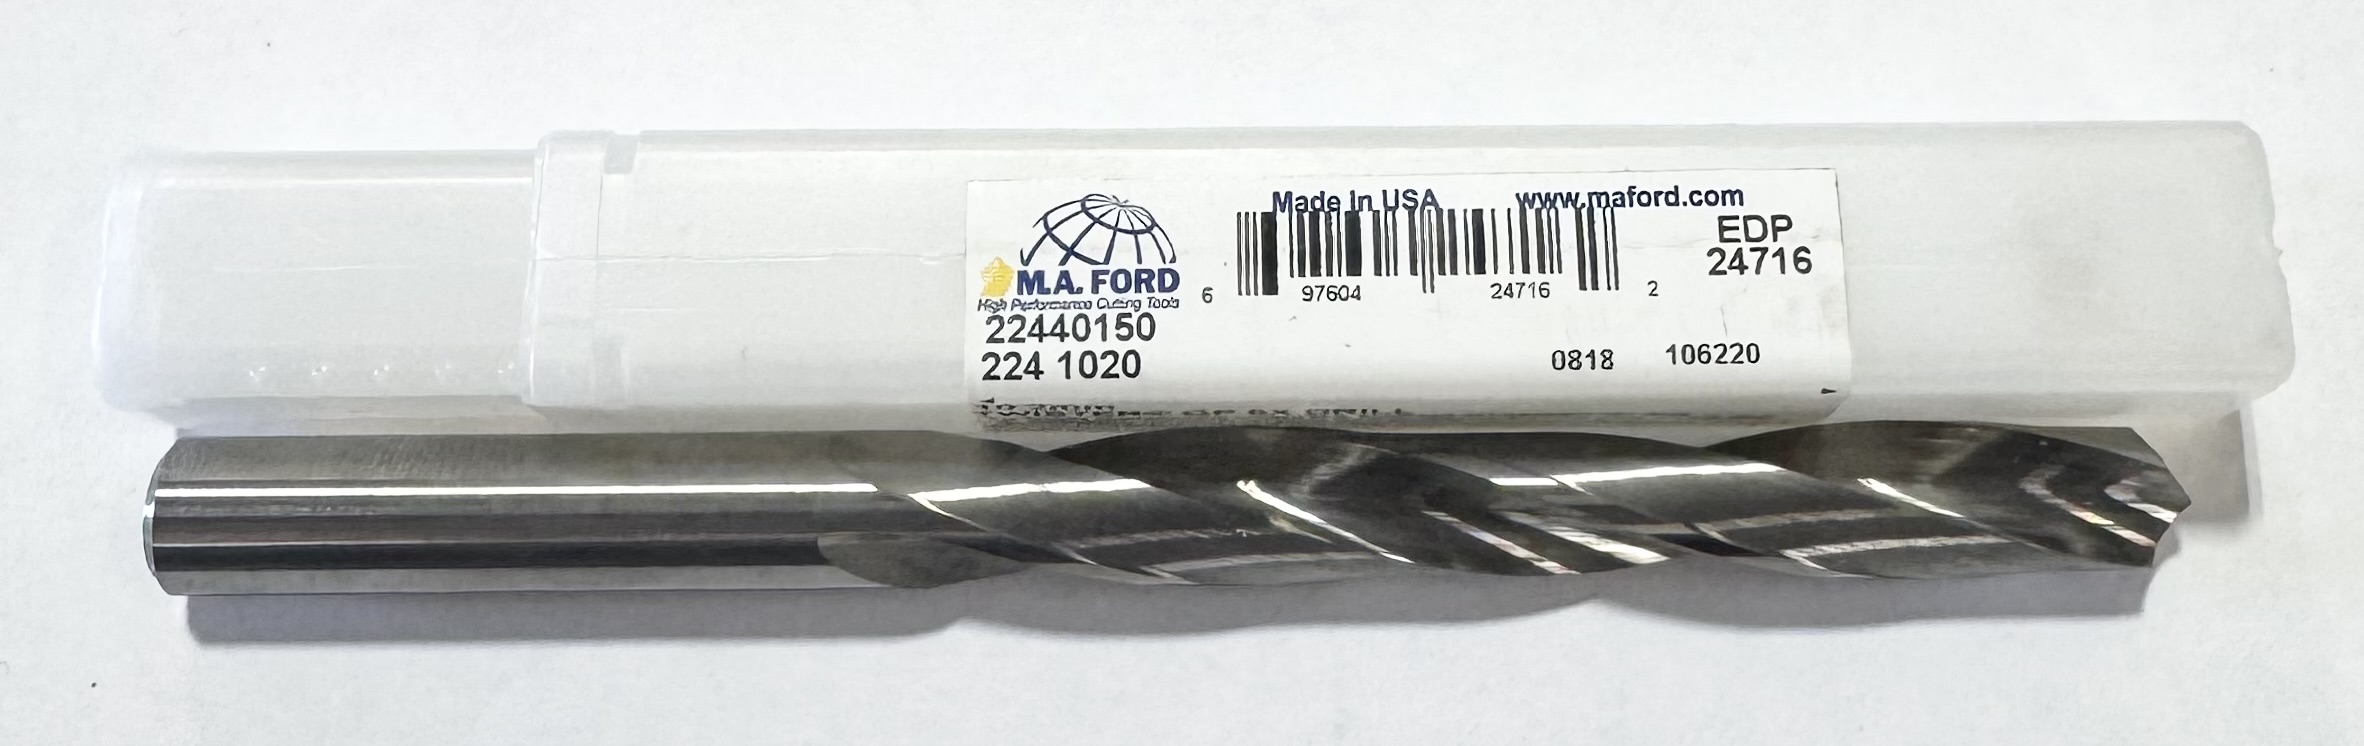 Made in USA www.maford.com
M.A. FORD
High Performance Cutting Tools
6 97604 24716 2
EDP
24716
22440150
224 1020
0818 106220